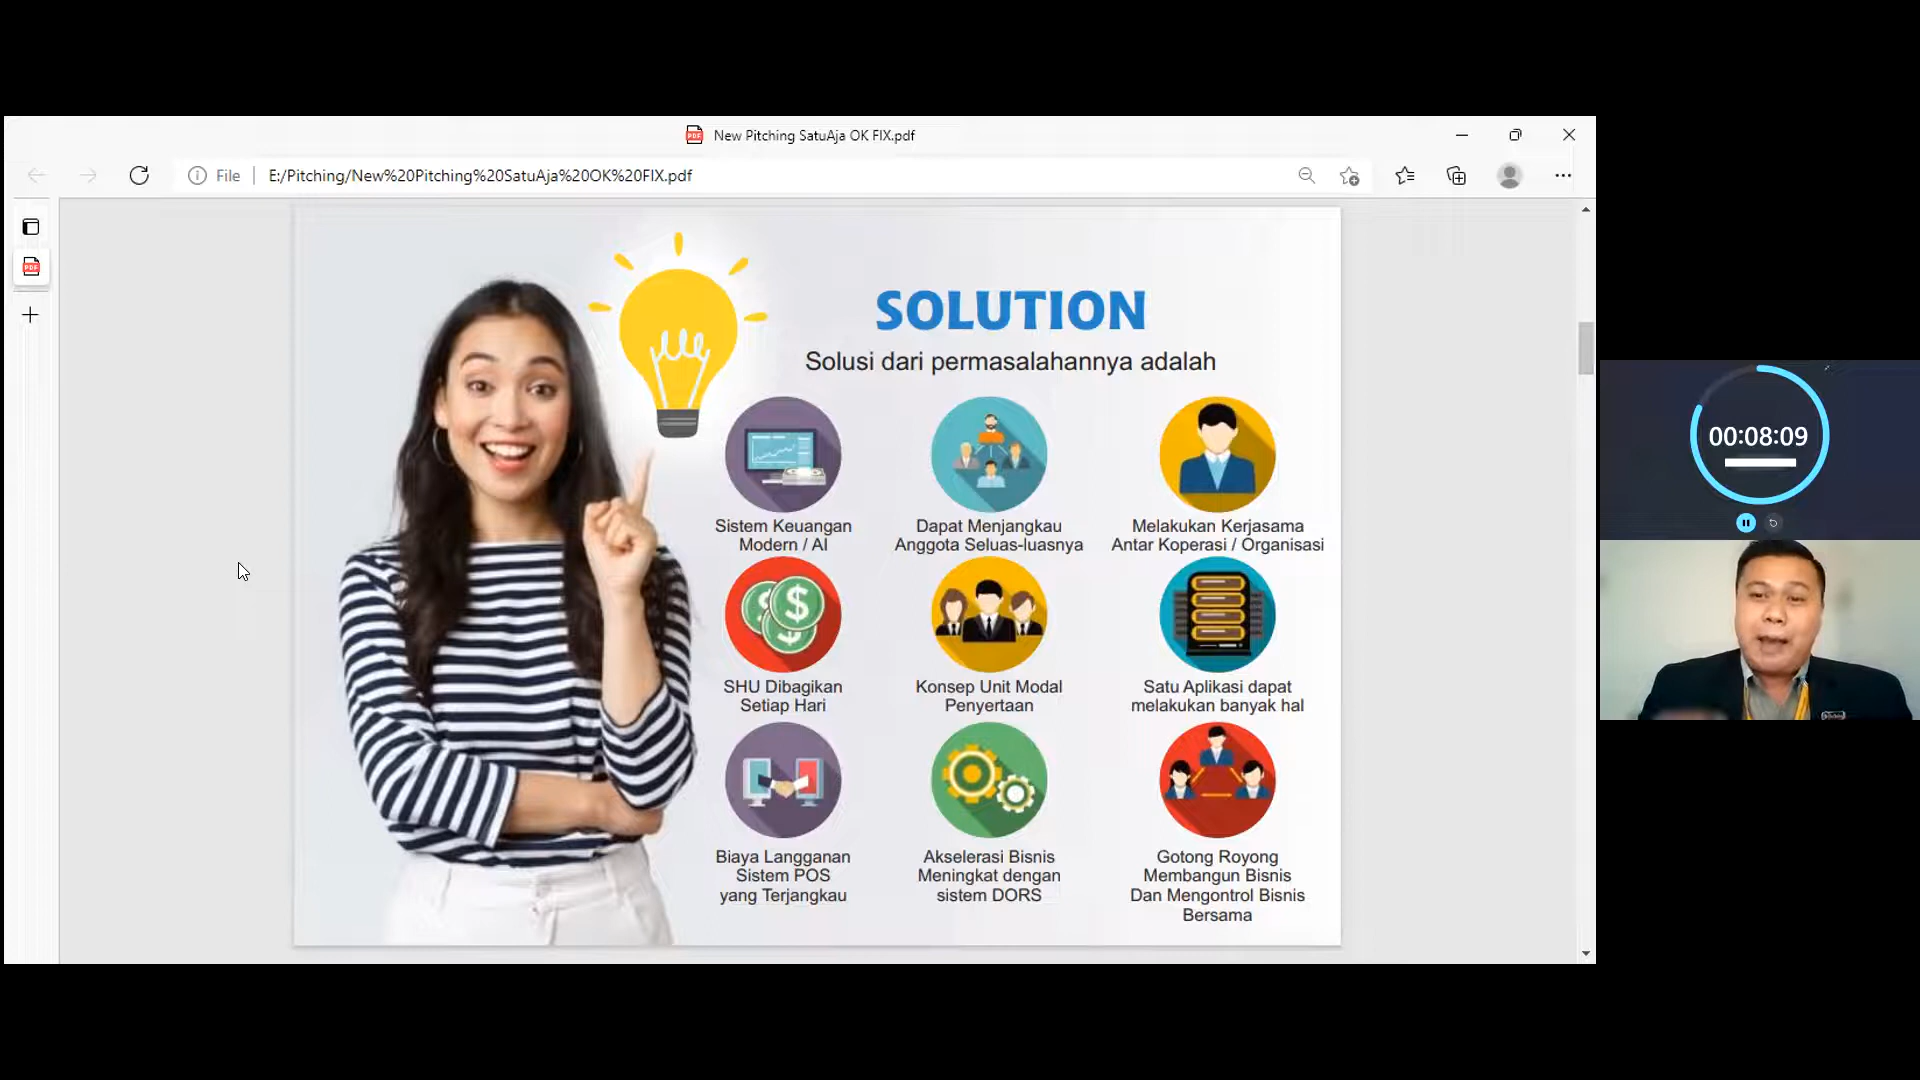 New Pitching SatuAja OK FIX.pdf
File
E:/Pitching/New%20Pitching%20SatuAja%20OK%20FIX.pdf
SOLUTION
Solusi dari permasalahannya adalah
Sistem Keuangan
Modern / AI
Dapat Menjangkau
Anggota Seluas-luasnya
Melakukan Kerjasama
Antar Koperasi / Organisasi
SHU Dibagikan
Setiap Hari
Konsep Unit Modal
Penyertaan
Satu Aplikasi dapat
melakukan banyak hal
Biaya Langganan
Sistem POS
yang Terjangkau
Akselerasi Bisnis
Meningkat dengan
sistem DORS
Gotong Royong
Membangun Bisnis
Dan Mengontrol Bisnis
Bersama
00:08:09